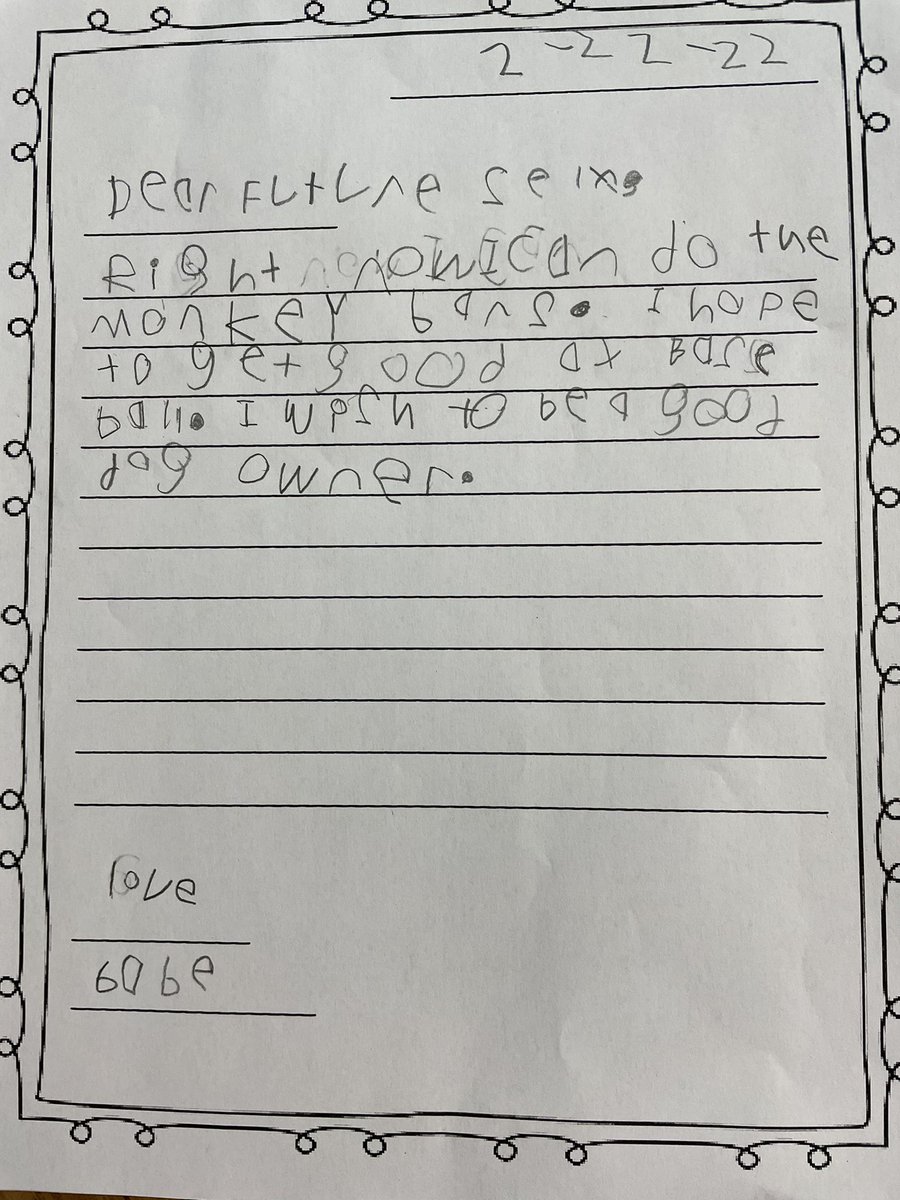 2-22-22
Dear Future Self.
Right now I can do the
monkey bars. I hope
to get good at base
ball. I wish to be a good
dog owner.
love
Gabe